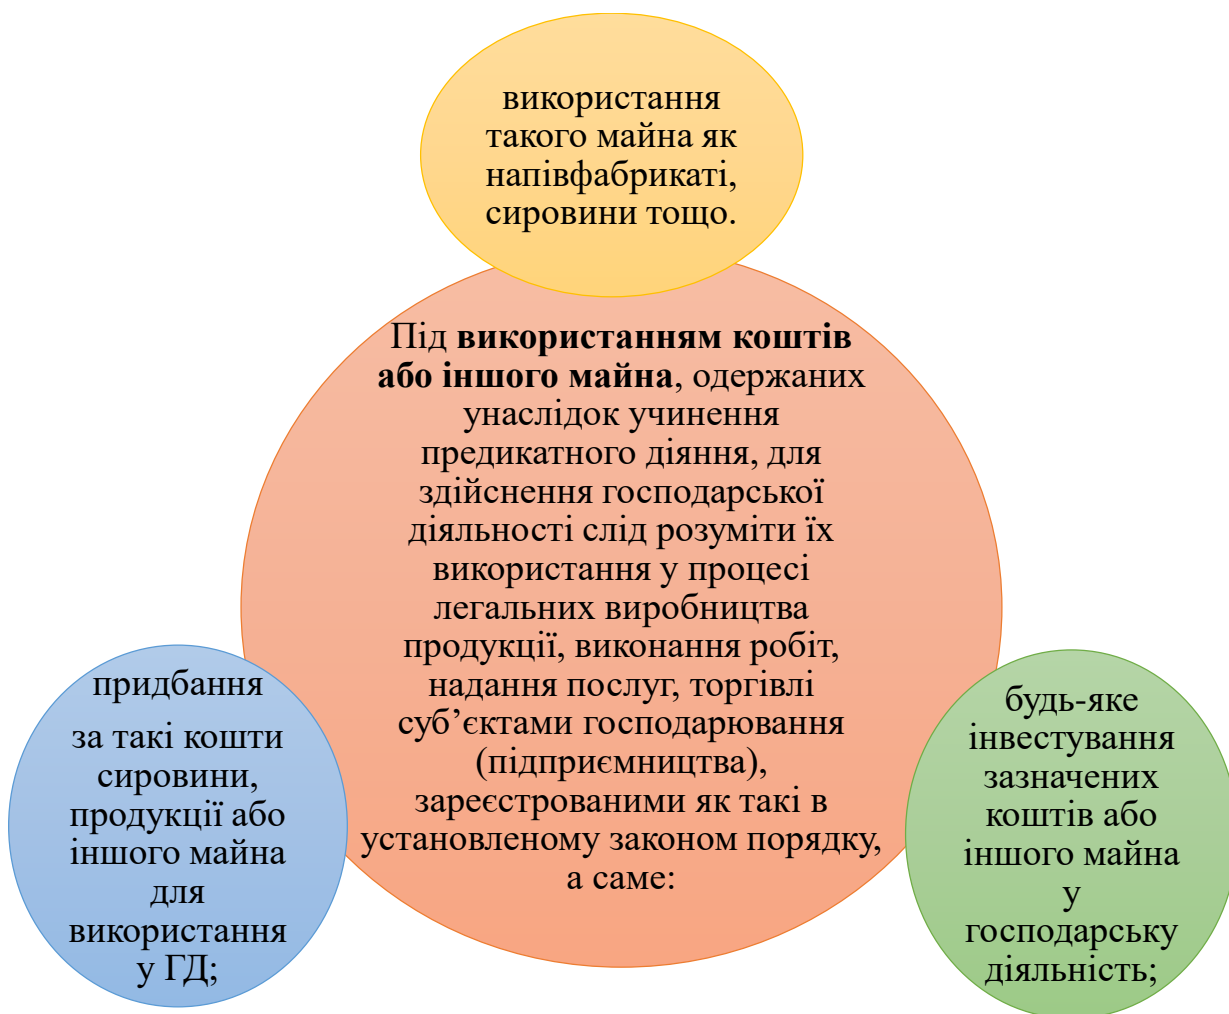 використання
такого майна як
напівфабрикаті,
сировини тощо.
Під використанням коштів
або іншого майна, одержаних
унаслідок учинення
предикатного діяння, для
здійснення господарської
діяльності слід розуміти їх
використання у процесі
легальних виробництва
продукції, виконання робіт,
надання послуг, торгівлі
суб’єктами господарювання
(підприємництва),
зареєстрованими як такі в
установленому законом порядку,
а саме:
придбання
за такі кошти
сировини,
продукції або
іншого майна
для
використання
у ГД;
будь-яке
інвестування
зазначених
коштів або
іншого майна
у
господарську
діяльність;